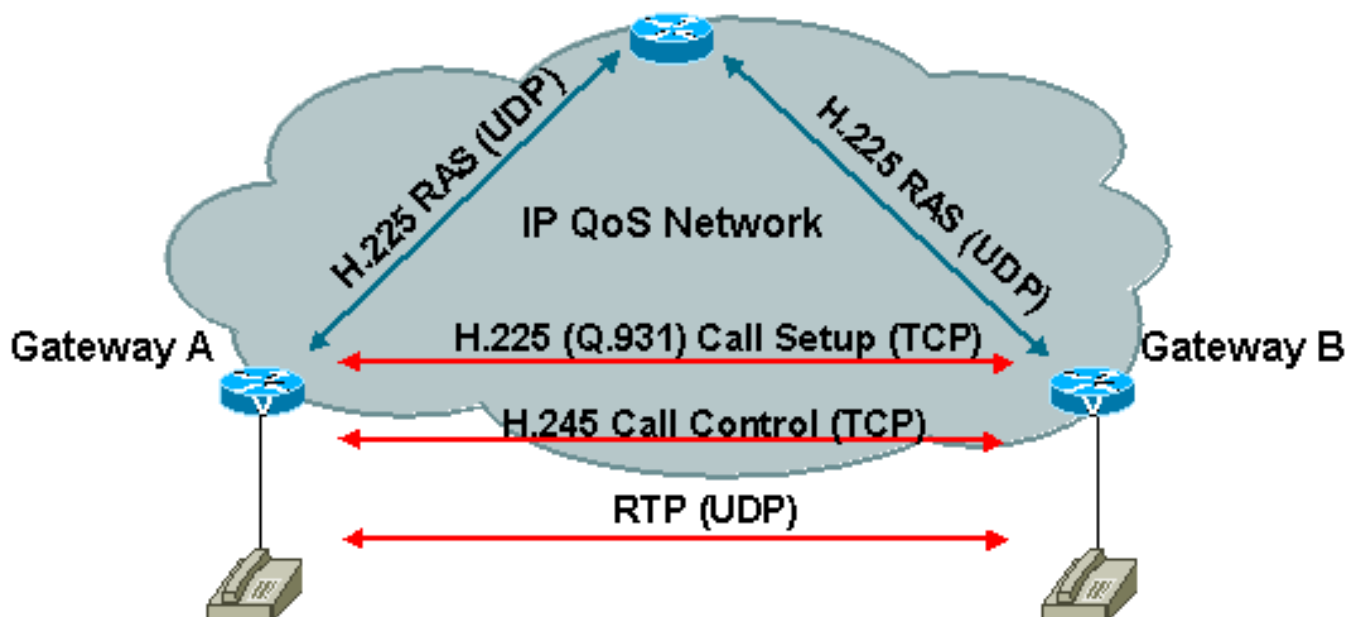 H.225 RAS (UDP)
H.225 RAS (UDP)
IP QoS Network
Gateway A
H.225 (Q.931) Call Setup (TCP)
Gateway B
V
V
H.245 Call Control (TCP)
RTP (UDP)